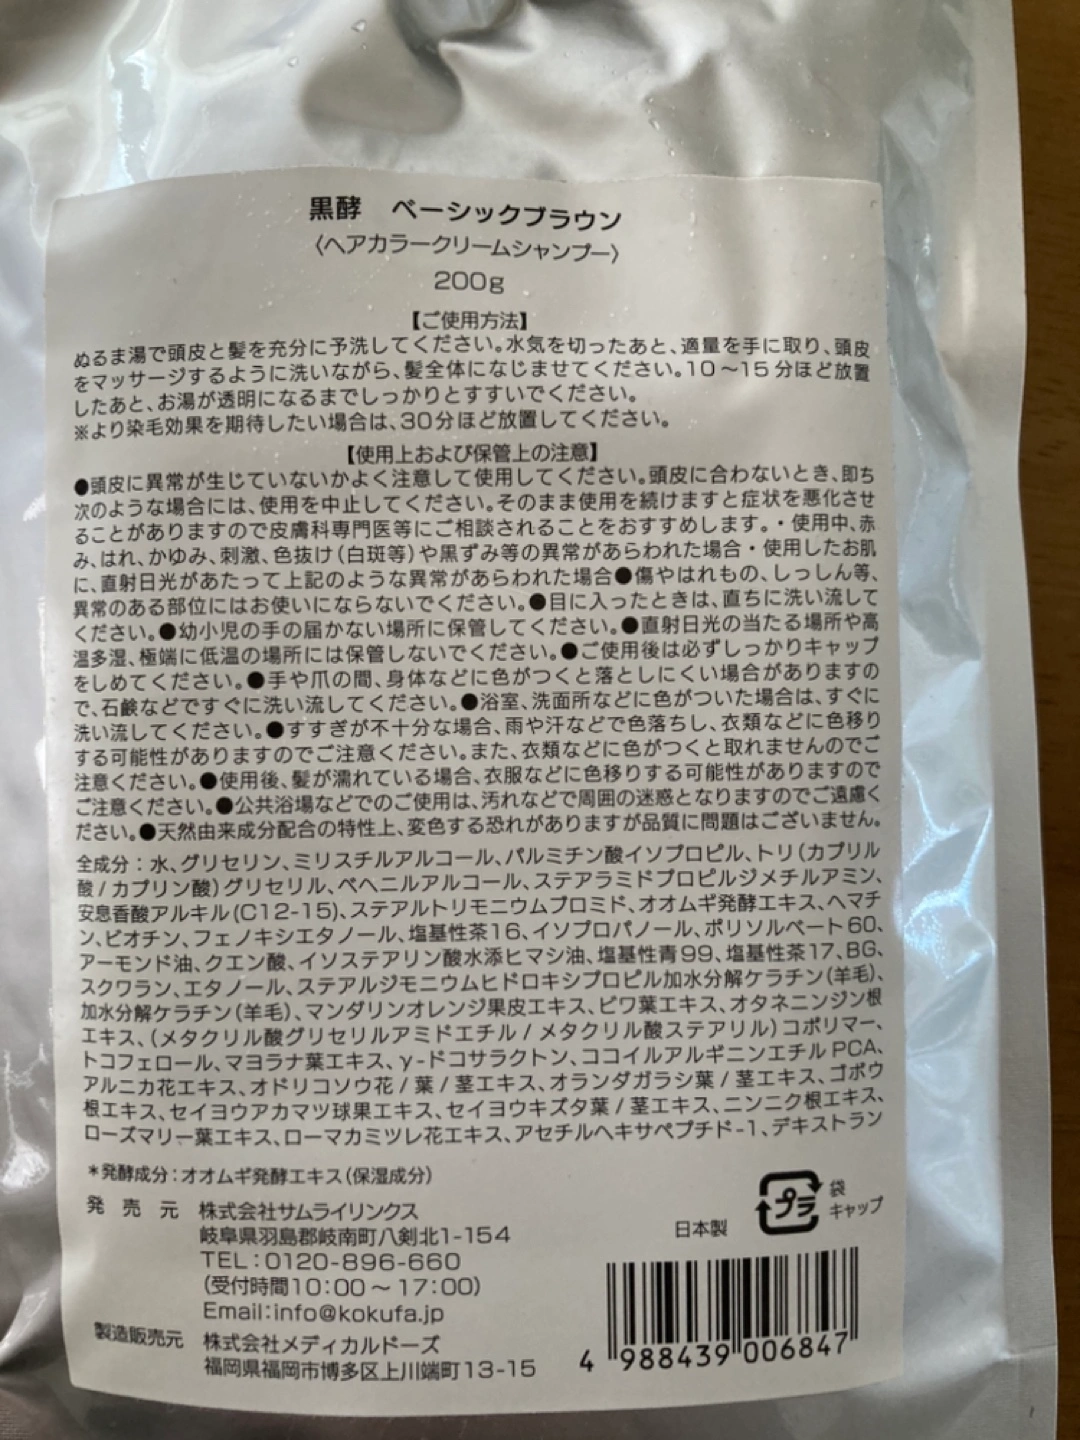 黒酵　ベーシックブラウン
〈ヘアカラークリームシャンプー〉
200g
【ご使用方法】
ぬるま湯で頭皮と髪を充分に予洗してください。水気を切ったあと、適量を手に取り、頭皮
をマッサージするように洗いながら、髪全体になじませてください。10～15分ほど放置
したあと、お湯が透明になるまでしっかりとすすいでください。
※より染毛効果を期待したい場合は、30分ほど放置してください。
【使用上および保管上の注意】
●頭皮に異常が生じていないかよく注意して使用してください。頭皮に合わないとき、即ち
次のような場合には、使用を中止してください。そのまま使用を続けますと症状を悪化させ
ることがありますので皮膚科専門医等にご相談されることをおすすめします。・使用中、赤
み、はれ、かゆみ、刺激、色抜け(白斑等)や黒ずみ等の異常があらわれた場合・使用したお肌
に、直射日光があたって上記のような異常があらわれた場合●傷やはれもの、しっしん等、
異常のある部位にはお使いにならないでください。●目に入ったときは、直ちに洗い流して
ください。●幼小児の手の届かない場所に保管してください。●直射日光の当たる場所や高
温多湿、極端に低温の場所には保管しないでください。●ご使用後は必ずしっかりキャップ
をしめてください。●手や爪の間、身体などに色がつくと落としにくい場合がありますの
で、石鹸などですぐに洗い流してください。●浴室、洗面所などに色がついた場合は、すぐに
洗い流してください。●すすぎが不十分な場合、雨や汗などで色落ちし、衣類などに色移り
する可能性がありますのでご注意ください。また、衣類などに色がつくと取れませんのでご
注意ください。●使用後、髪が濡れている場合、衣服などに色移りする可能性がありますので
ご注意ください。●公共浴場などでのご使用は、汚れなどで周囲の迷惑となりますのでご遠慮く
ださい。●天然由来成分配合の特性上、変色する恐れがありますが品質に問題はございません。
全成分：水、グリセリン、ミリスチルアルコール、パルミチン酸イソプロピル、トリ(カプリル
酸/カプリン酸)グリセリル、ベヘニルアルコール、ステアラミドプロピルジメチルアミン、
安息香酸アルキル(C12-15)、ステアルトリモニウムブロミド、オオムギ発酵エキス、ヘマチ
ン、ビオチン、フェノキシエタノール、塩基性茶16、イソプロパノール、ポリソルベート60、
アーモンド油、クエン酸、イソステアリン酸水添ヒマシ油、塩基性青99、塩基性茶17、BG、
スクワラン、エタノール、ステアルジモニウムヒドロキシプロピル加水分解ケラチン(羊毛)、
加水分解ケラチン(羊毛)、マンダリンオレンジ果皮エキス、ビワ葉エキス、オタネニンジン根
エキス、(メタクリル酸グリセリルアミドエチル/メタクリル酸ステアリル)コポリマー、
トコフェロール、マヨラナ葉エキス、γ-ドコサラクトン、ココイルアルギニンエチルPCA、
アルニカ花エキス、オドリコソウ花/葉/茎エキス、オランダガラシ葉/茎エキス、ゴボウ
根エキス、セイヨウアカマツ球果エキス、セイヨウキズタ葉/茎エキス、ニンニク根エキス、
ローズマリー葉エキス、ローマカミツレ花エキス、アセチルヘキサペプチド-1、デキストラン
*発酵成分：オオムギ発酵エキス(保湿成分)
発 売 元 株式会社サムライリンクス
岐阜県羽島郡岐南町八剣北1-154
TEL：0120-896-660
(受付時間10：00～17：00)
Email：info@kokufa.jp
製造販売元 株式会社メディカルドーズ
福岡県福岡市博多区上川端町13-15
日本製
プラ
袋
キャップ
4 988439 006847